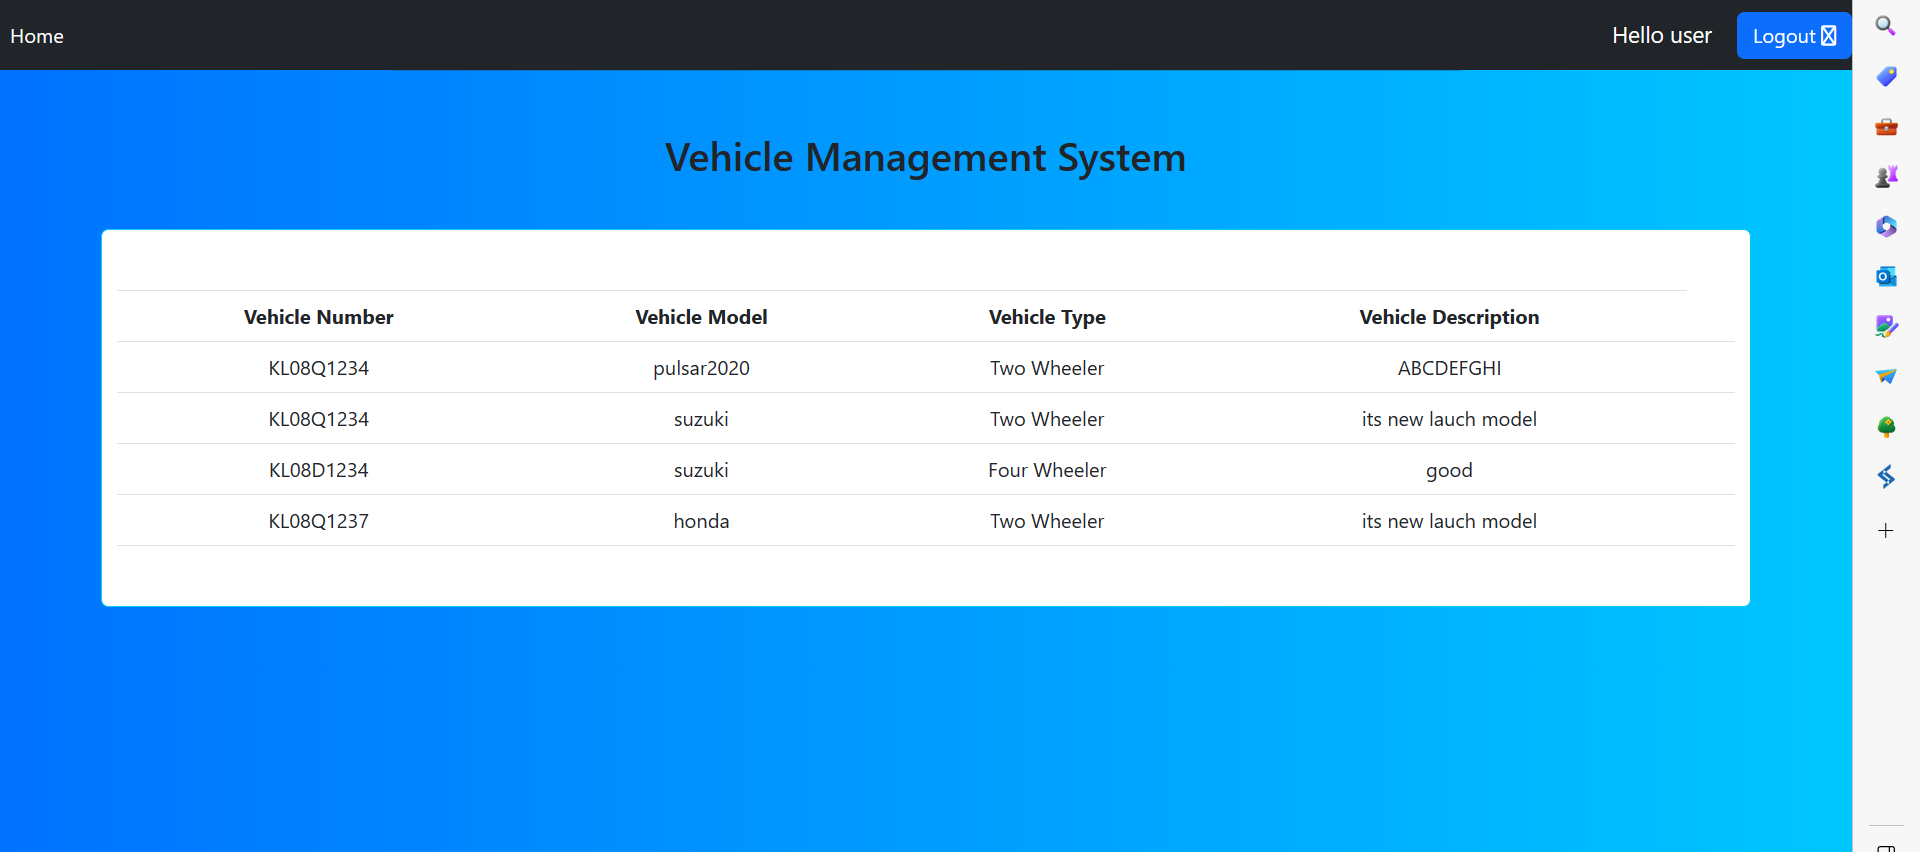 Home Hello user Logout
Vehicle Management System
Vehicle Number Vehicle Model Vehicle Type Vehicle Description
KL08Q1234 pulsar2020 Two Wheeler ABCDEFGHI
KL08Q1234 suzuki Two Wheeler its new lauch model
KL08D1234 suzuki Four Wheeler good
KL08Q1237 honda Two Wheeler its new lauch model